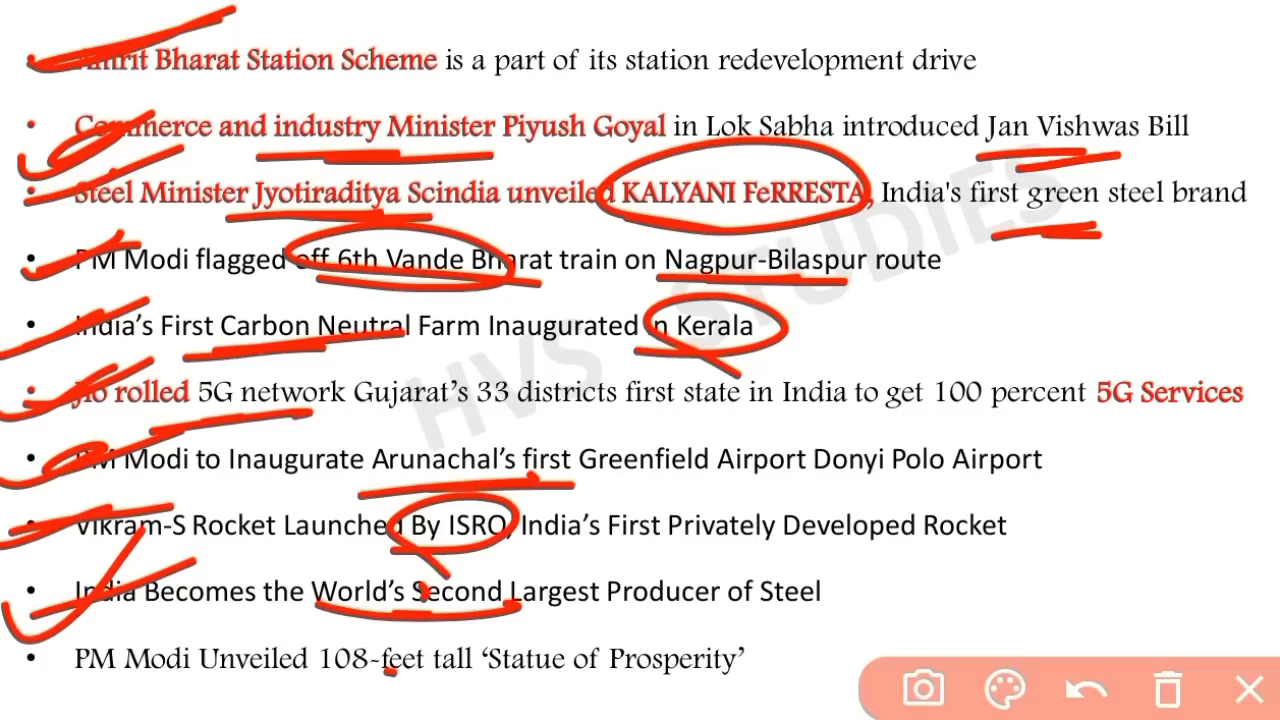 • Amrit Bharat Station Scheme is a part of its station redevelopment drive
• Commerce and industry Minister Piyush Goyal in Lok Sabha introduced Jan Vishwas Bill
• Steel Minister Jyotiraditya Scindia unveiled KALYANI FeRRESTA, India's first green steel brand
• PM Modi flagged off 6th Vande Bharat train on Nagpur-Bilaspur route
• India’s First Carbon Neutral Farm Inaugurated in Kerala
• Jio rolled 5G network Gujarat’s 33 districts first state in India to get 100 percent 5G Services
• PM Modi to Inaugurate Arunachal’s first Greenfield Airport Donyi Polo Airport
• Vikram-S Rocket Launched By ISRO, India’s First Privately Developed Rocket
• India Becomes the World’s Second Largest Producer of Steel
• PM Modi Unveiled 108-feet tall ‘Statue of Prosperity’
HVS STUDIES